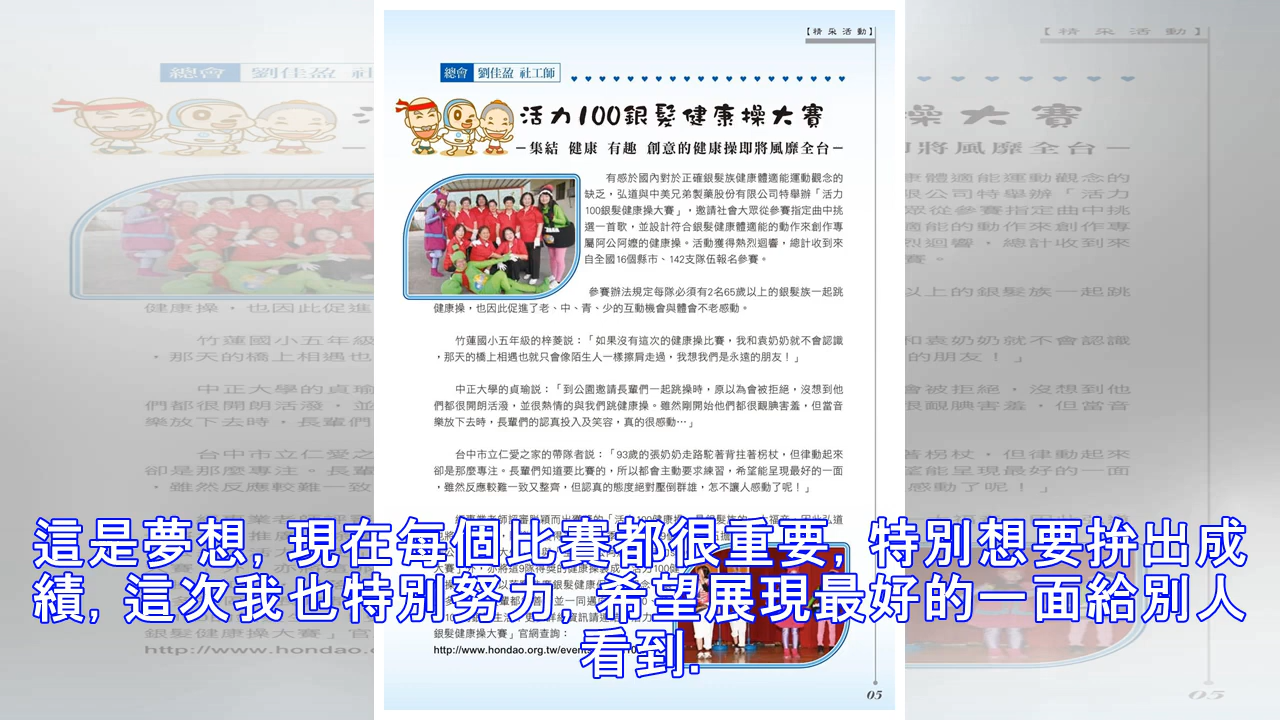 【精采活動】
總會 劉佳盈 社工師
活力100銀髮健康操大賽
－集結 健康 有趣 創意的健康操即將風靡全台－
有感於國內對於正確銀髮族健康體適能運動觀念的
缺乏，弘道與中美兄弟製藥股份有限公司特舉辦「活力
100銀髮健康操大賽」，邀請社會大眾從參賽指定曲中挑
選一首歌，並設計符合銀髮健康體適能的動作來創作專
屬阿公阿嬤的健康操。活動獲得熱烈迴響，總計收到來
自全國16個縣市、142支隊伍報名參賽。
參賽辦法規定每隊必須有2名65歲以上的銀髮族一起跳
健康操，也因此促進了老、中、青、少的互動機會與體會不老感動。
竹蓮國小五年級的梓菱說：「如果沒有這次的健康操比賽，我和袁奶奶就不會認識
，那天的橋上相遇也就只會像陌生人一樣擦肩走過，我想我們是永遠的朋友！」
中正大學的貞瑜說：「到公園邀請長輩們一起跳操時，原以為會被拒絕，沒想到他
們都很開朗活潑，並很熱情的與我們跳健康操。雖然剛開始他們都很靦腆害羞，但當音
樂放下去時，長輩們的認真投入及笑容，真的很感動…」
台中市立仁愛之家的帶隊者說：「93歲的張奶奶走路駝著背拄著柺杖，但律動起來
卻是那麼專注。長輩們知道要比賽的，所以都會主動要求練習，希望能呈現最好的一面
，雖然反應較難一致又整齊，但認真的態度絕對壓倒群雄，怎不讓人感動了呢！」
這是夢想, 現在每個比賽都很重要, 特別想要拚出成
績, 這次我也特別努力, 希望展現最好的一面給別人
看到.
銀髮健康操大賽」官網查詢：
http://www.hondao.org.tw/event
05